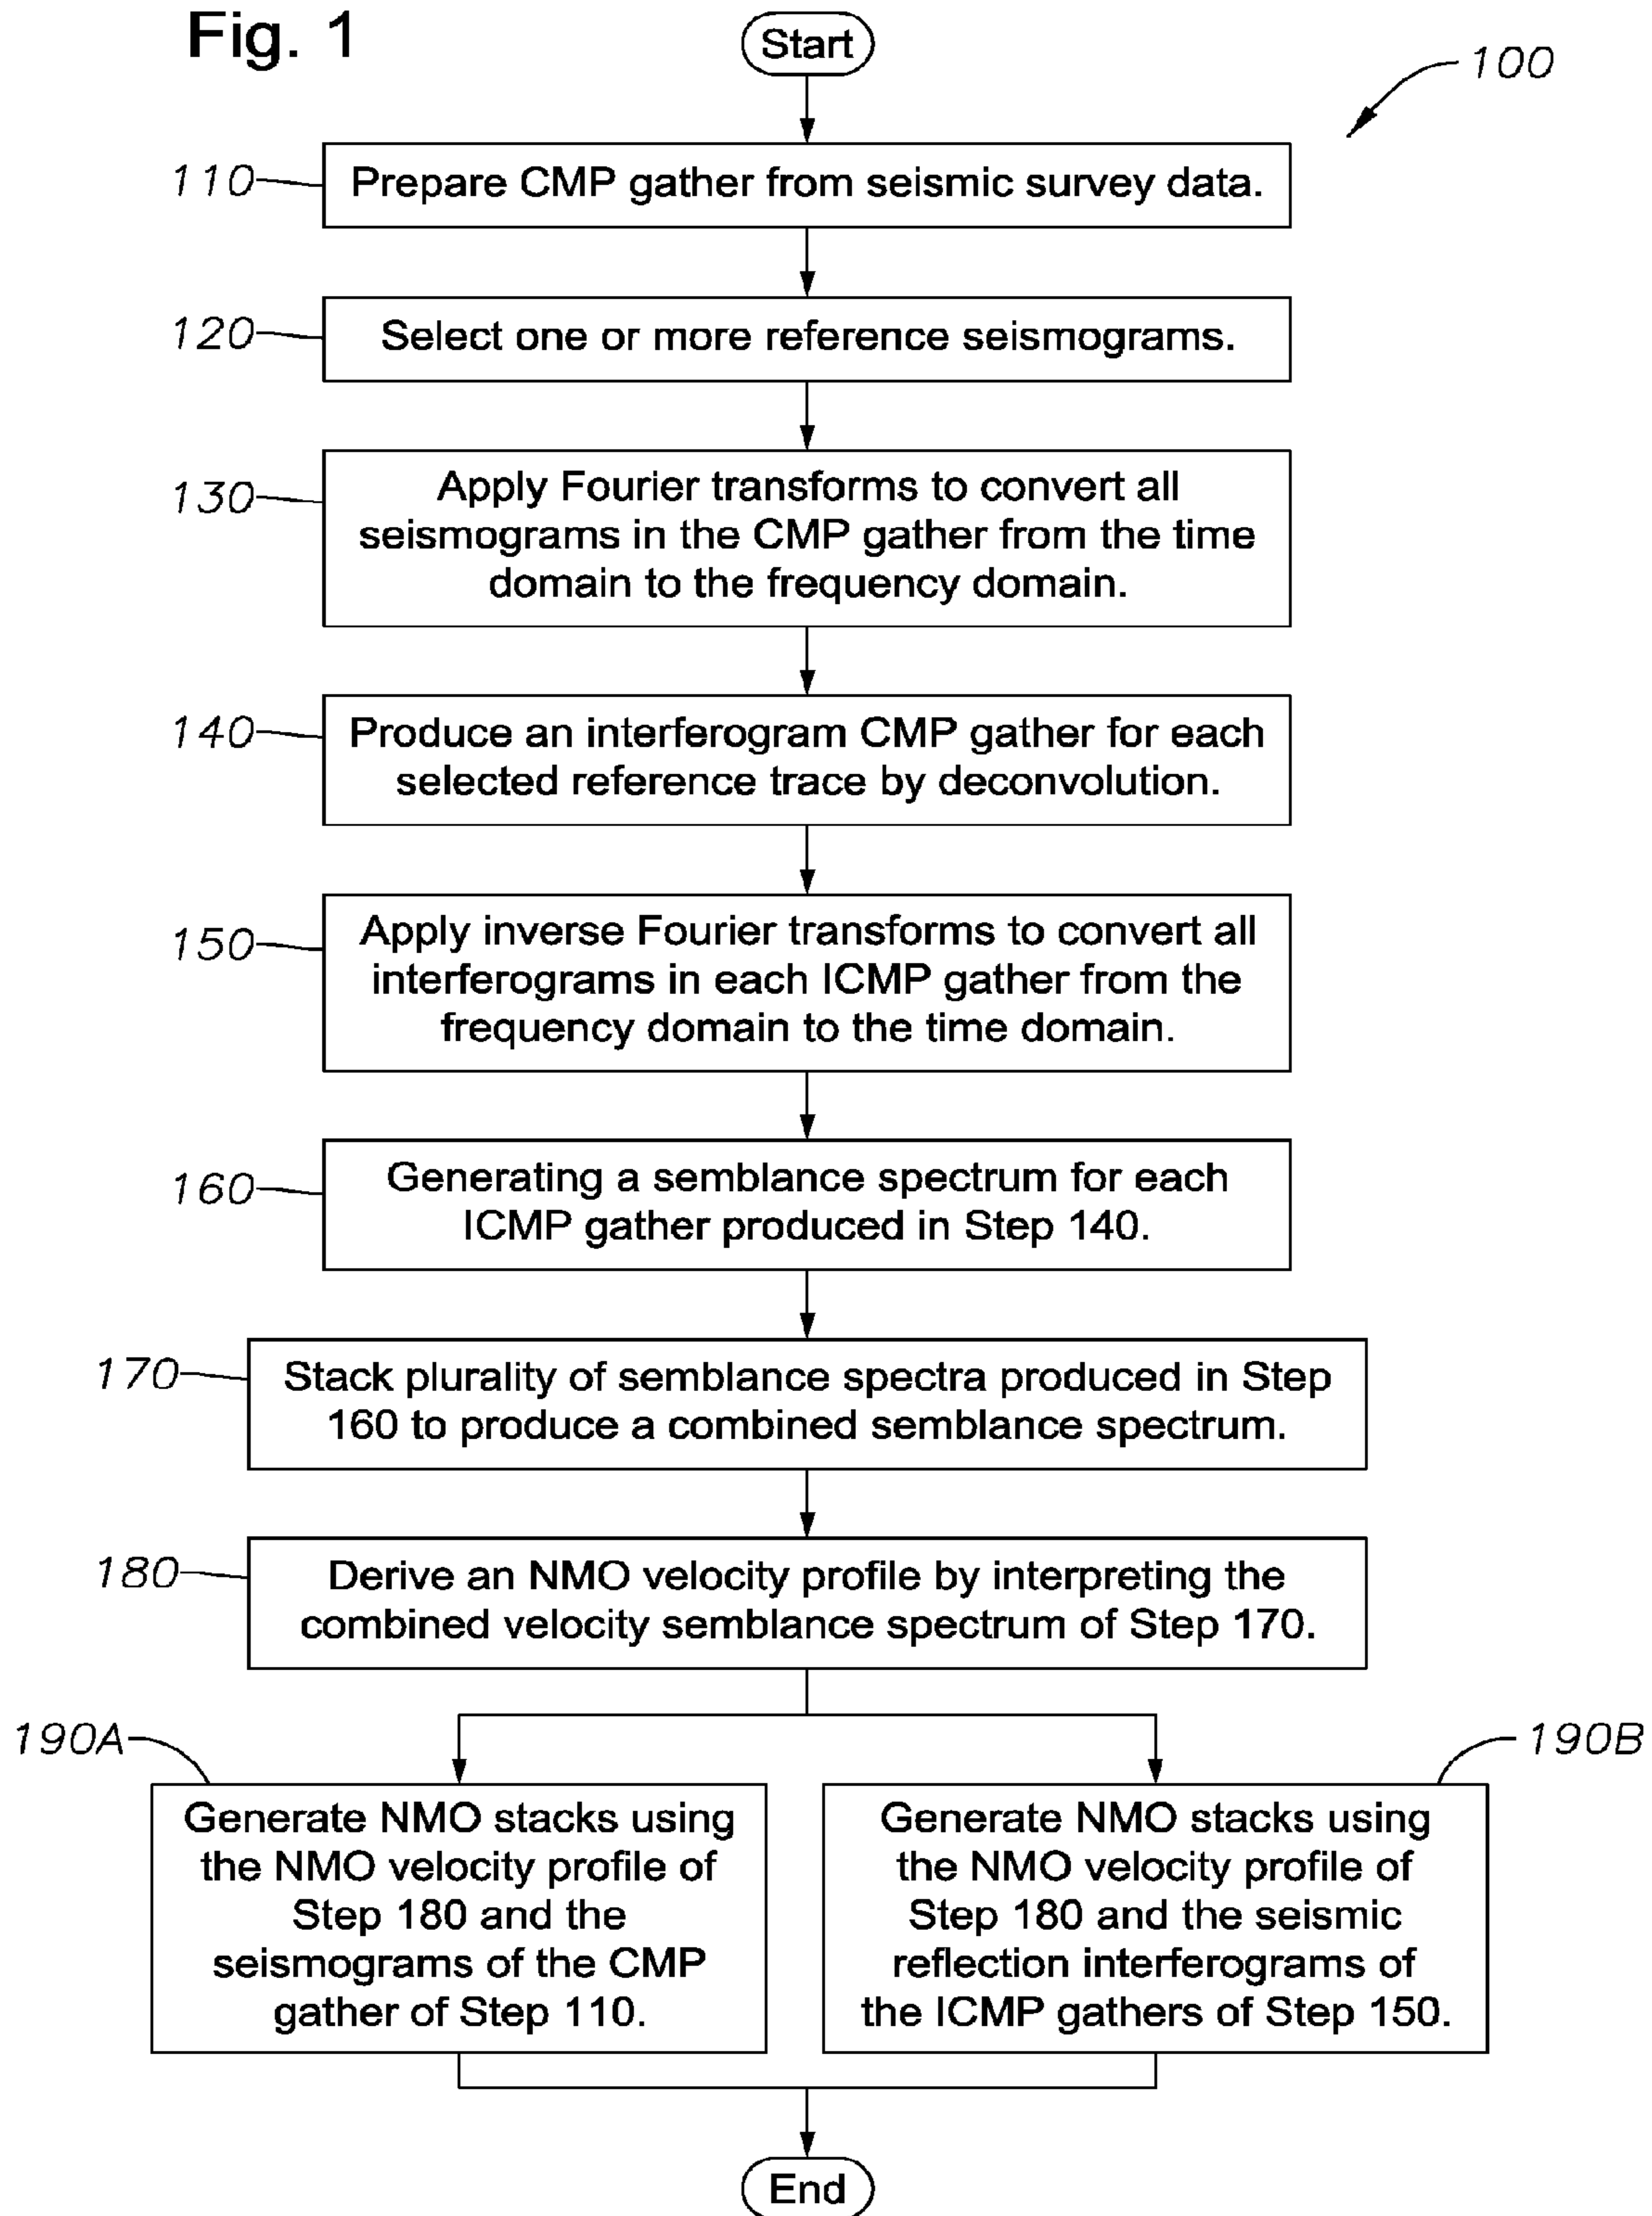 Fig. 1
Start
100
110
Prepare CMP gather from seismic survey data.
120
Select one or more reference seismograms.
130
Apply Fourier transforms to convert all
seismograms in the CMP gather from the time
domain to the frequency domain.
140
Produce an interferogram CMP gather for each
selected reference trace by deconvolution.
150
Apply inverse Fourier transforms to convert all
interferograms in each ICMP gather from the
frequency domain to the time domain.
160
Generating a semblance spectrum for each
ICMP gather produced in Step 140.
170
Stack plurality of semblance spectra produced in Step
160 to produce a combined semblance spectrum.
180
Derive an NMO velocity profile by interpreting the
combined velocity semblance spectrum of Step 170.
190A
Generate NMO stacks using
the NMO velocity profile of
Step 180 and the
seismograms of the CMP
gather of Step 110.
190B
Generate NMO stacks using
the NMO velocity profile of
Step 180 and the seismic
reflection interferograms of
the ICMP gathers of Step 150.
End